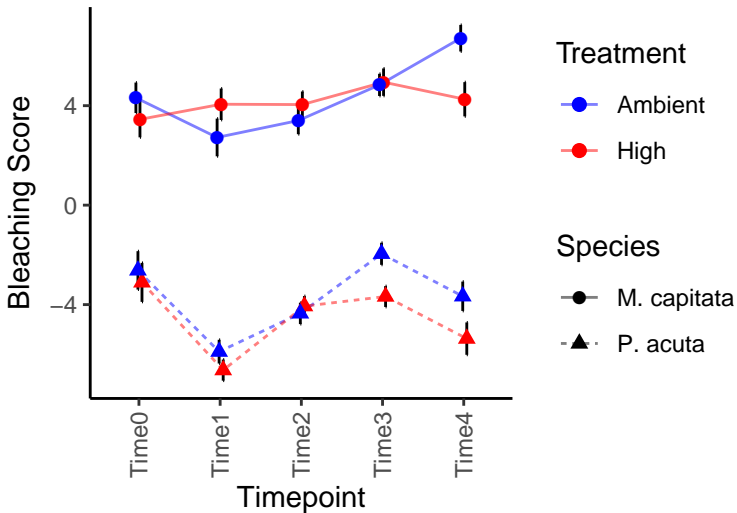 Bleaching Score
4
0
−4
Time0
Time1
Time2
Time3
Time4
Timepoint
Treatment
Ambient
High
Species
M. capitata
P. acuta